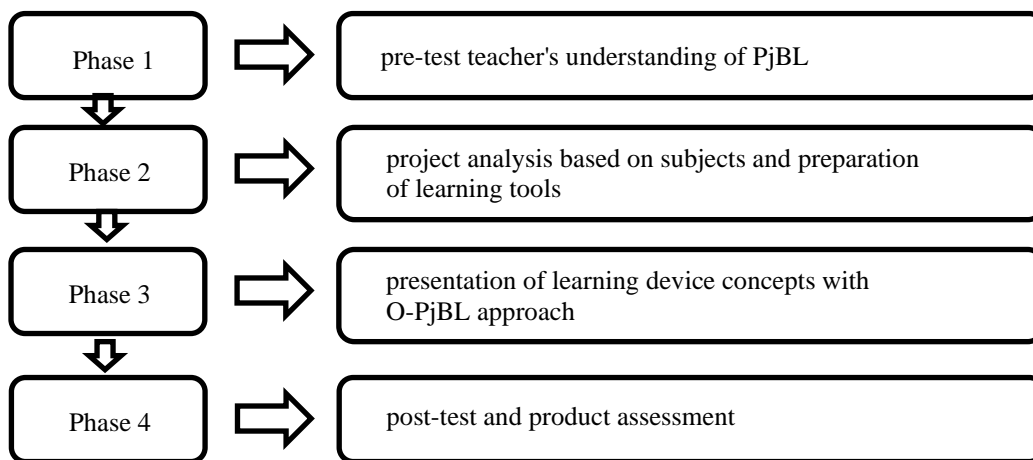 Phase 1
pre-test teacher's understanding of PjBL
Phase 2
project analysis based on subjects and preparation
of learning tools
Phase 3
presentation of learning device concepts with
O-PjBL approach
Phase 4
post-test and product assessment